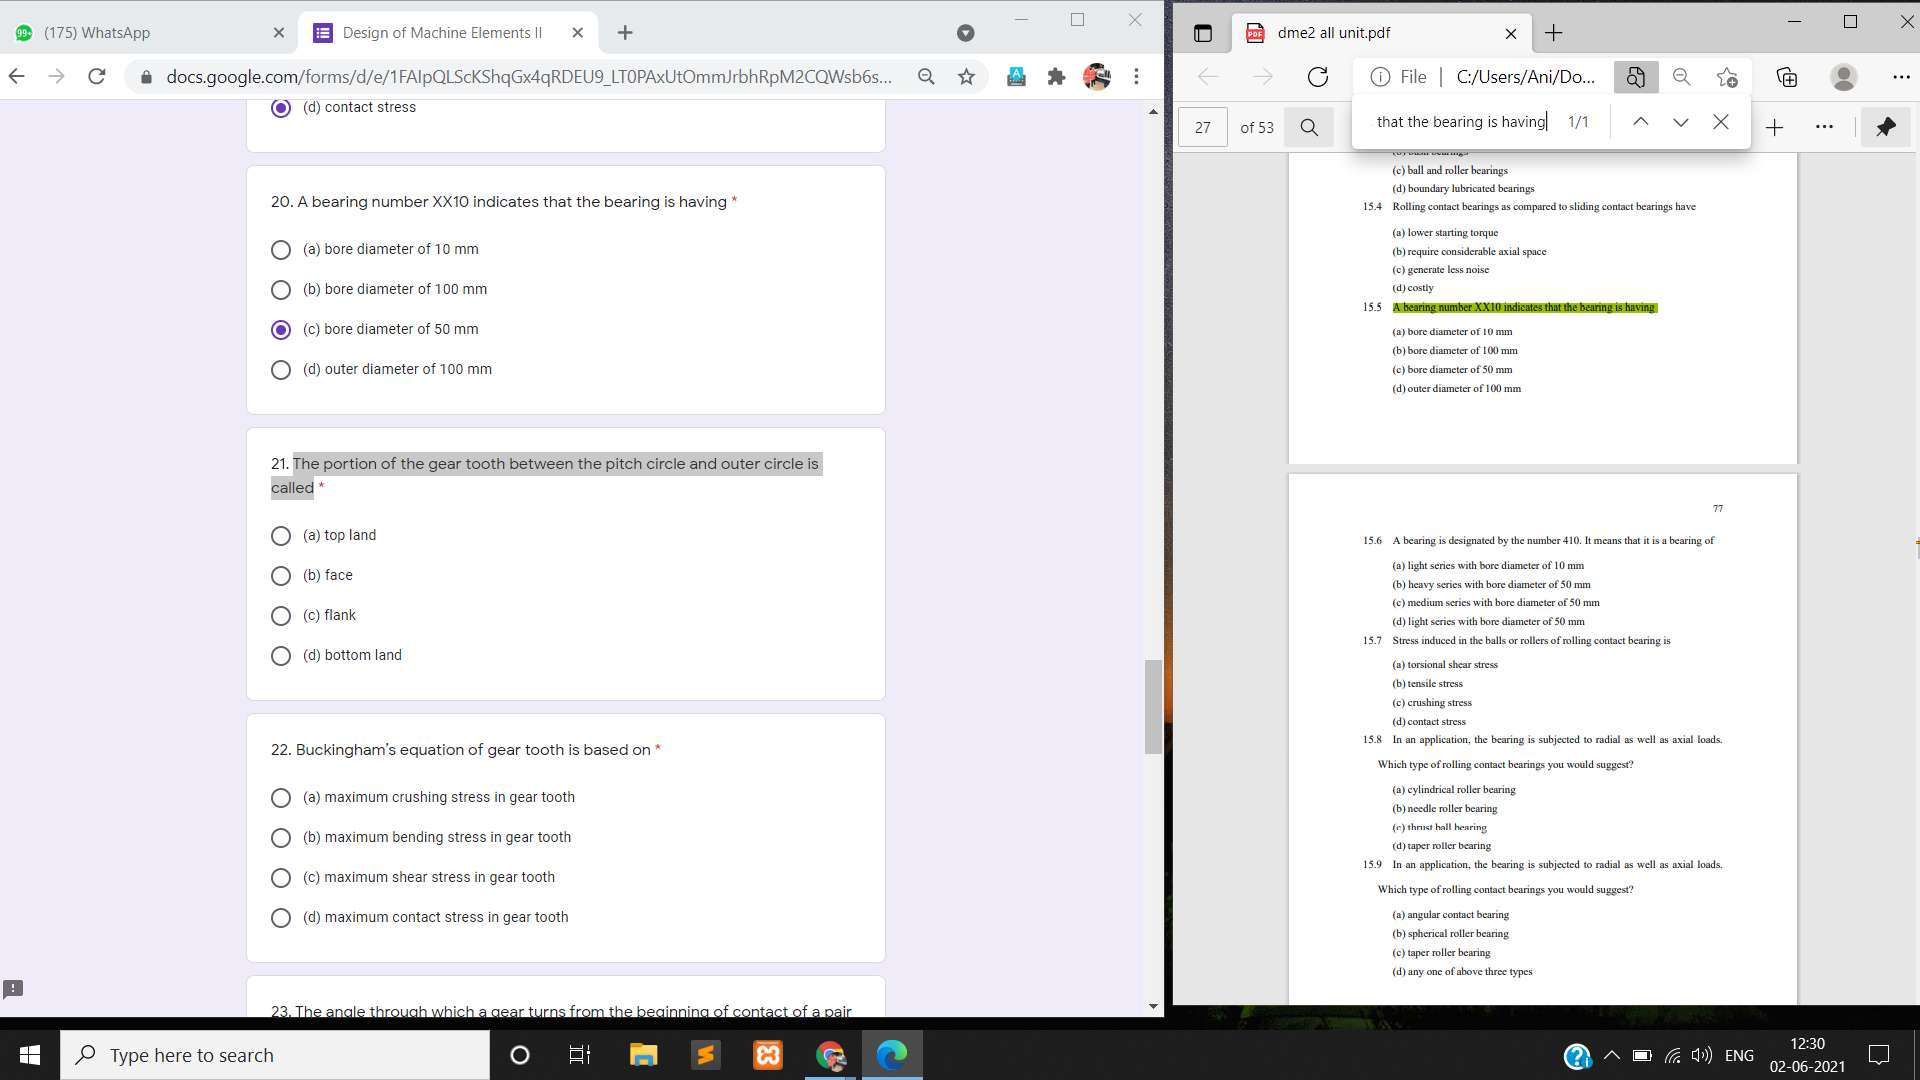 (175) WhatsApp
Design of Machine Elements II
docs.google.com/forms/d/e/1FAIpQLScKShqGx4qRDEU9_LT0PAxUtOmmJrbhRpM2CQWsb6s...
(d) contact stress
20. A bearing number XX10 indicates that the bearing is having *
(a) bore diameter of 10 mm
(b) bore diameter of 100 mm
(c) bore diameter of 50 mm
(d) outer diameter of 100 mm
21. The portion of the gear tooth between the pitch circle and outer circle is
called *
(a) top land
(b) face
(c) flank
(d) bottom land
22. Buckingham's equation of gear tooth is based on *
(a) maximum crushing stress in gear tooth
(b) maximum bending stress in gear tooth
(c) maximum shear stress in gear tooth
(d) maximum contact stress in gear tooth
23. The angle through which a gear turns from the beginning of contact of a pair
dme2 all unit.pdf
File
C:/Users/Ani/Do...
27 of 53
that the bearing is having 1/1
(c) ball and roller bearings
(d) boundary lubricated bearings
15.4 Rolling contact bearings as compared to sliding contact bearings have
(a) lower starting torque
(b) require considerable axial space
(c) generate less noise
(d) costly
15.5 A bearing number XX10 indicates that the bearing is having
(a) bore diameter of 10 mm
(b) bore diameter of 100 mm
(c) bore diameter of 50 mm
(d) outer diameter of 100 mm
77
15.6 A bearing is designated by the number 410. It means that it is a bearing of
(a) light series with bore diameter of 10 mm
(b) heavy series with bore diameter of 50 mm
(c) medium series with bore diameter of 50 mm
(d) light series with bore diameter of 50 mm
15.7 Stress induced in the balls or rollers of rolling contact bearing is
(a) torsional shear stress
(b) tensile stress
(c) crushing stress
(d) contact stress
15.8 In an application, the bearing is subjected to radial as well as axial loads.
Which type of rolling contact bearings you would suggest?
(a) cylindrical roller bearing
(b) needle roller bearing
(c) thrust ball bearing
(d) taper roller bearing
15.9 In an application, the bearing is subjected to radial as well as axial loads.
Which type of rolling contact bearings you would suggest?
(a) angular contact bearing
(b) spherical roller bearing
(c) taper roller bearing
(d) any one of above three types
Type here to search
ENG
12:30
02-06-2021